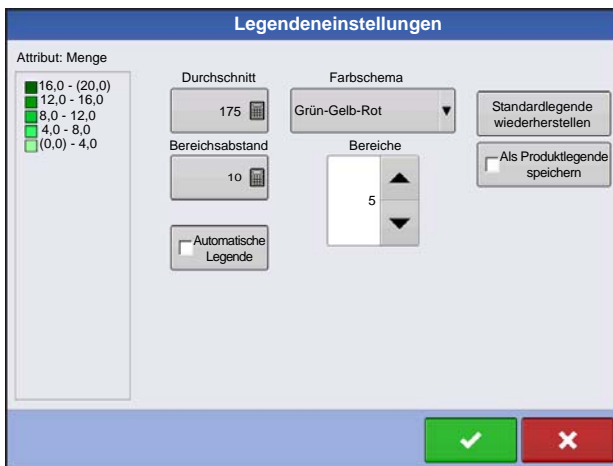 Legendeneinstellungen
Attribut: Menge
16,0 - (20,0)
12,0 - 16,0
8,0 - 12,0
4,0 - 8,0
(0,0) - 4,0
Durchschnitt
175
Bereichsabstand
10
Automatische
Legende
Farbschema
Grün-Gelb-Rot
Bereiche
5
Standardlegende
wiederherstellen
Als Produktlegende
speichern